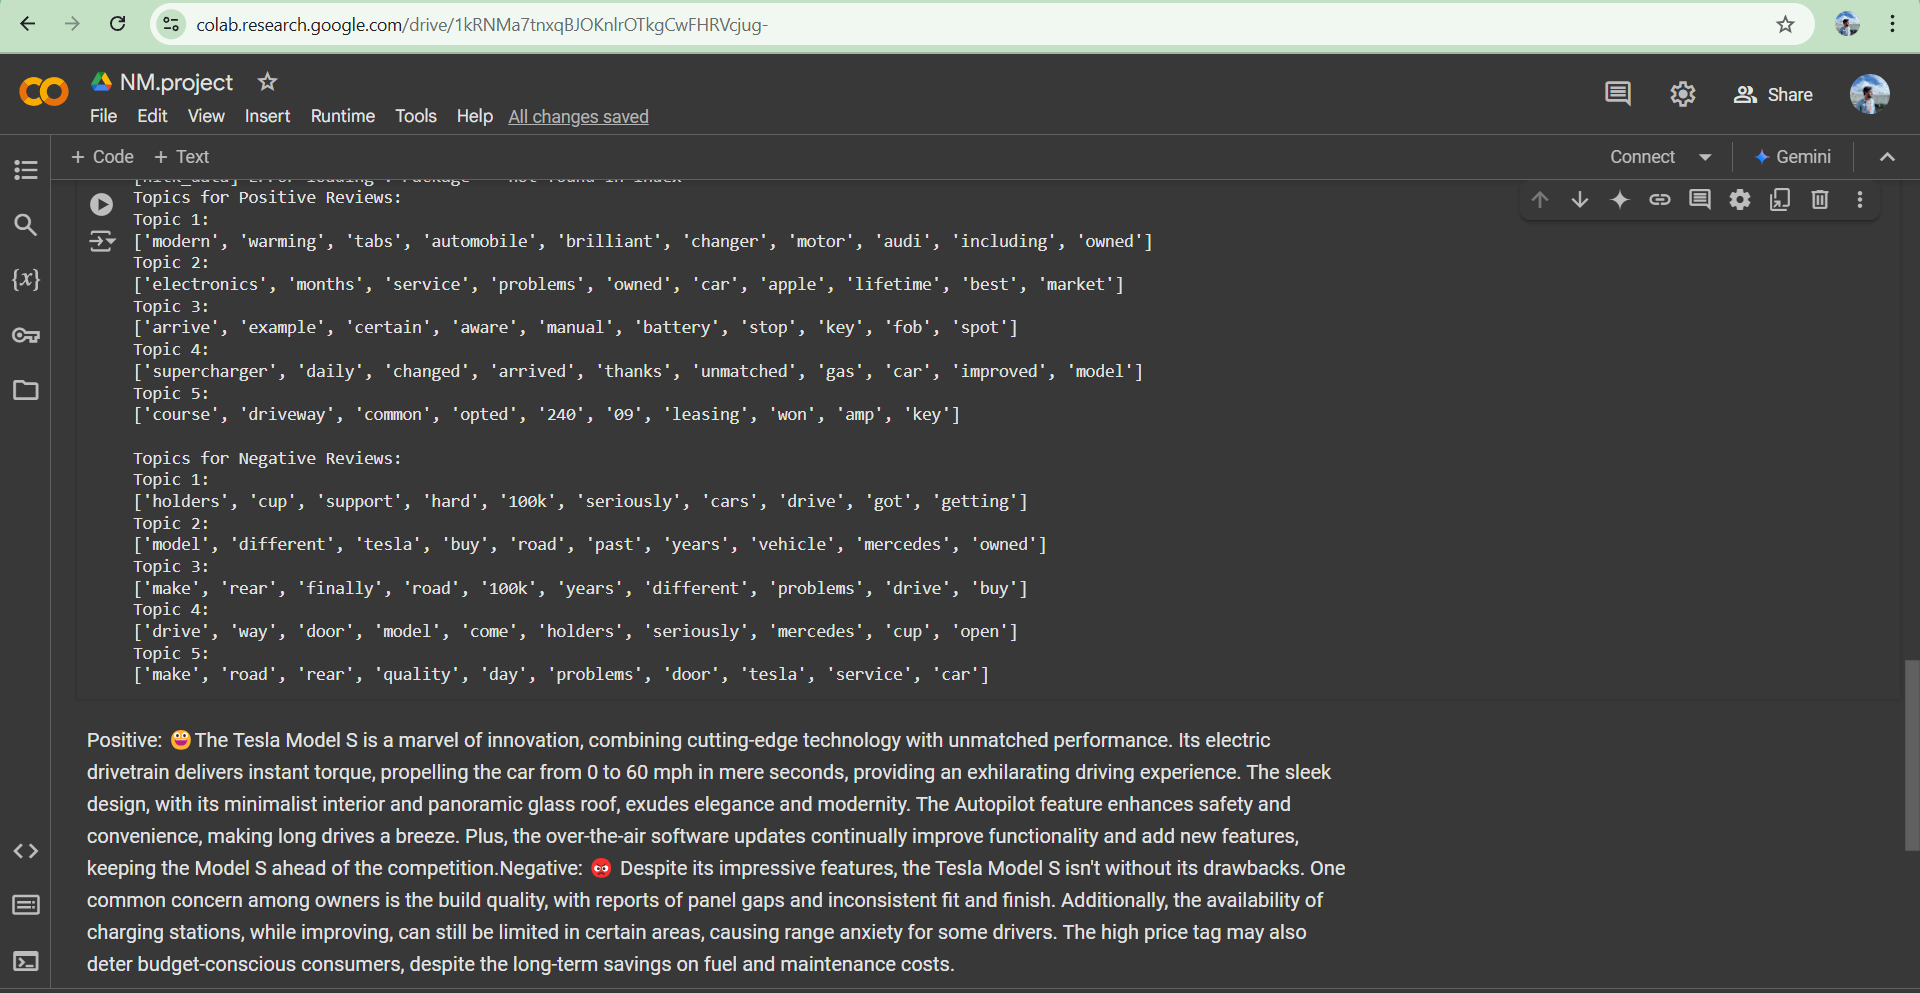 colab.research.google.com/drive/1kRNMa7tnxqBJOKnlrOTkgCwFHRVcjug-
NM.project
File Edit View Insert Runtime Tools Help All changes saved
Share
+ Code + Text
Connect
Gemini
Topics for Positive Reviews:
Topic 1:
['modern', 'warming', 'tabs', 'automobile', 'brilliant', 'changer', 'motor', 'audi', 'including', 'owned']
Topic 2:
['electronics', 'months', 'service', 'problems', 'owned', 'car', 'apple', 'lifetime', 'best', 'market']
Topic 3:
['arrive', 'example', 'certain', 'aware', 'manual', 'battery', 'stop', 'key', 'fob', 'spot']
Topic 4:
['supercharger', 'daily', 'changed', 'arrived', 'thanks', 'unmatched', 'gas', 'car', 'improved', 'model']
Topic 5:
['course', 'driveway', 'common', 'opted', '240', '09', 'leasing', 'won', 'amp', 'key']
Topics for Negative Reviews:
Topic 1:
['holders', 'cup', 'support', 'hard', '100k', 'seriously', 'cars', 'drive', 'got', 'getting']
Topic 2:
['model', 'different', 'tesla', 'buy', 'road', 'past', 'years', 'vehicle', 'mercedes', 'owned']
Topic 3:
['make', 'rear', 'finally', 'road', '100k', 'years', 'different', 'problems', 'drive', 'buy']
Topic 4:
['drive', 'way', 'door', 'model', 'come', 'holders', 'seriously', 'mercedes', 'cup', 'open']
Topic 5:
['make', 'road', 'rear', 'quality', 'day', 'problems', 'door', 'tesla', 'service', 'car']
Positive: 😀The Tesla Model S is a marvel of innovation, combining cutting-edge technology with unmatched performance. Its electric
drivetrain delivers instant torque, propelling the car from 0 to 60 mph in mere seconds, providing an exhilarating driving experience. The sleek
design, with its minimalist interior and panoramic glass roof, exudes elegance and modernity. The Autopilot feature enhances safety and
convenience, making long drives a breeze. Plus, the over-the-air software updates continually improve functionality and add new features,
keeping the Model S ahead of the competition.Negative: 😡 Despite its impressive features, the Tesla Model S isn't without its drawbacks. One
common concern among owners is the build quality, with reports of panel gaps and inconsistent fit and finish. Additionally, the availability of
charging stations, while improving, can still be limited in certain areas, causing range anxiety for some drivers. The high price tag may also
deter budget-conscious consumers, despite the long-term savings on fuel and maintenance costs.